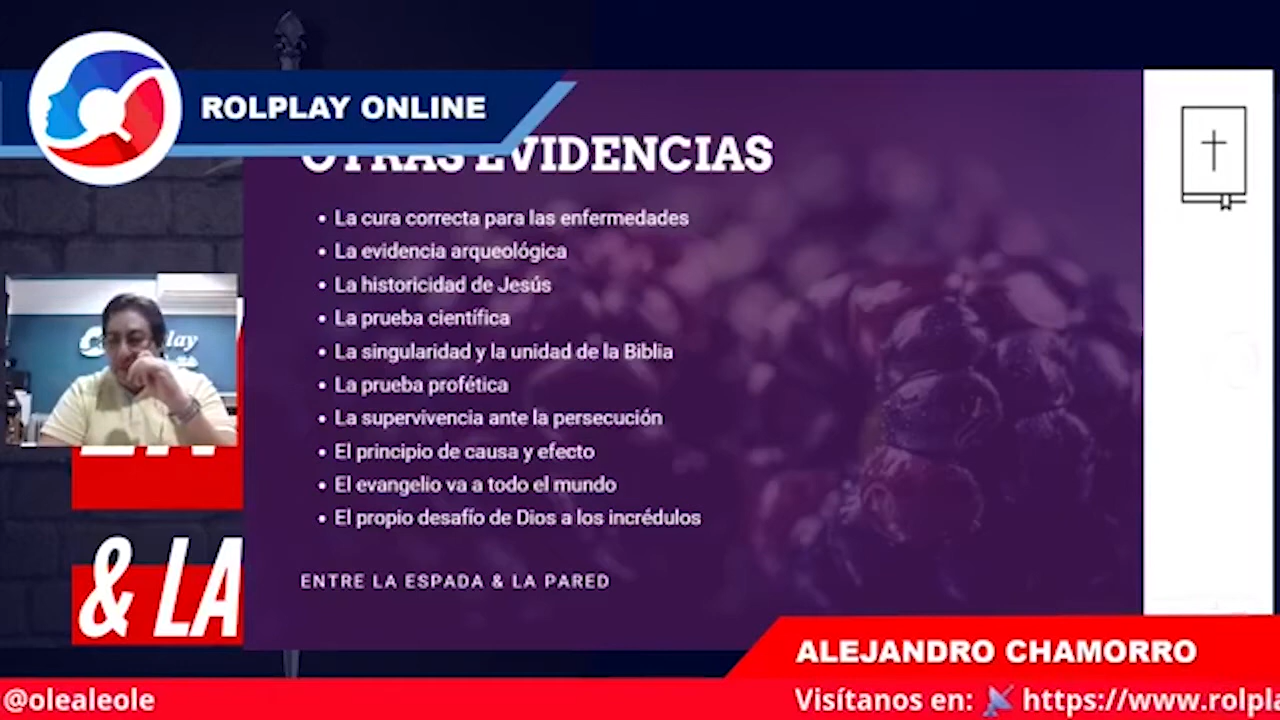 ROLPLAY ONLINE
OTRAS EVIDENCIAS
• La cura correcta para las enfermedades
• La evidencia arqueológica
• La historicidad de Jesús
• La prueba científica
• La singularidad y la unidad de la Biblia
• La prueba profética
• La supervivencia ante la persecución
• El principio de causa y efecto
• El evangelio va a todo el mundo
• El propio desafío de Dios a los incrédulos
ENTRE LA ESPADA & LA PARED
lay
& LA
ALEJANDRO CHAMORRO
@olealeole
Visítanos en: https://www.rolpla